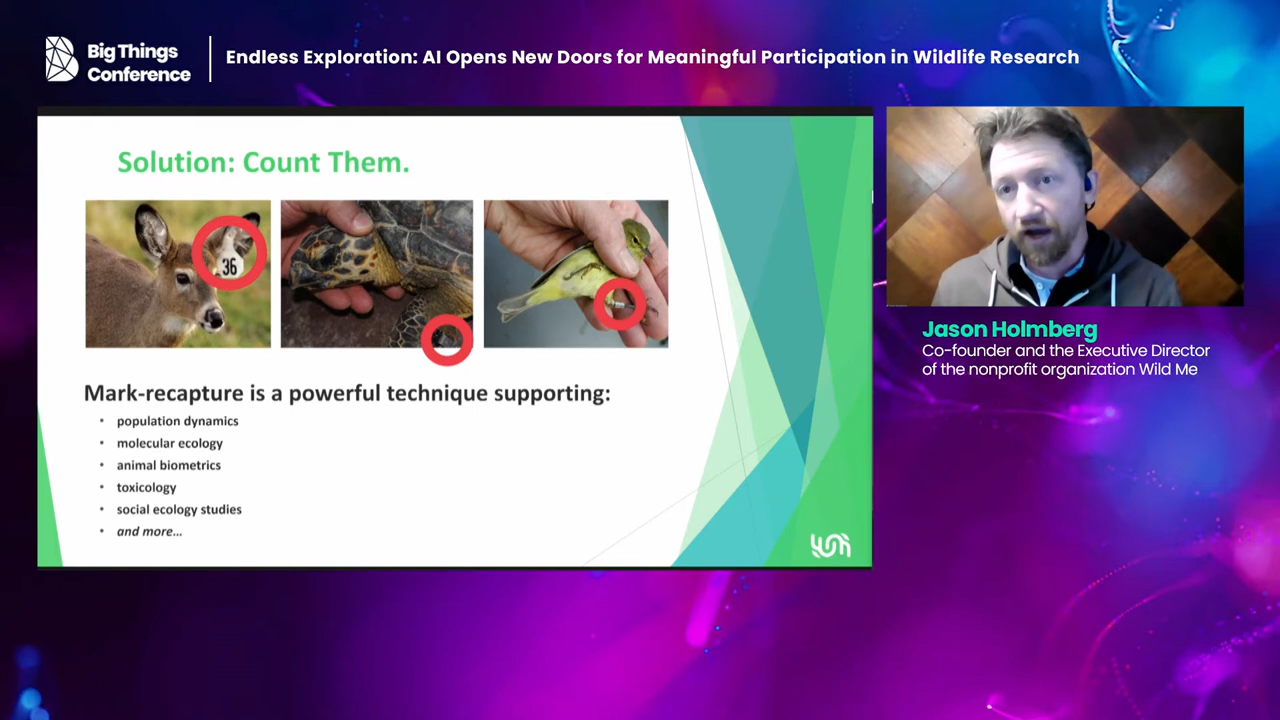 Big Things
Conference
Endless Exploration: AI Opens New Doors for Meaningful Participation in Wildlife Research
Solution: Count Them.
36
Mark-recapture is a powerful technique supporting:
• population dynamics
• molecular ecology
• animal biometrics
• toxicology
• social ecology studies
• and more...
Jason Holmberg
Co-founder and the Executive Director
of the nonprofit organization Wild Me